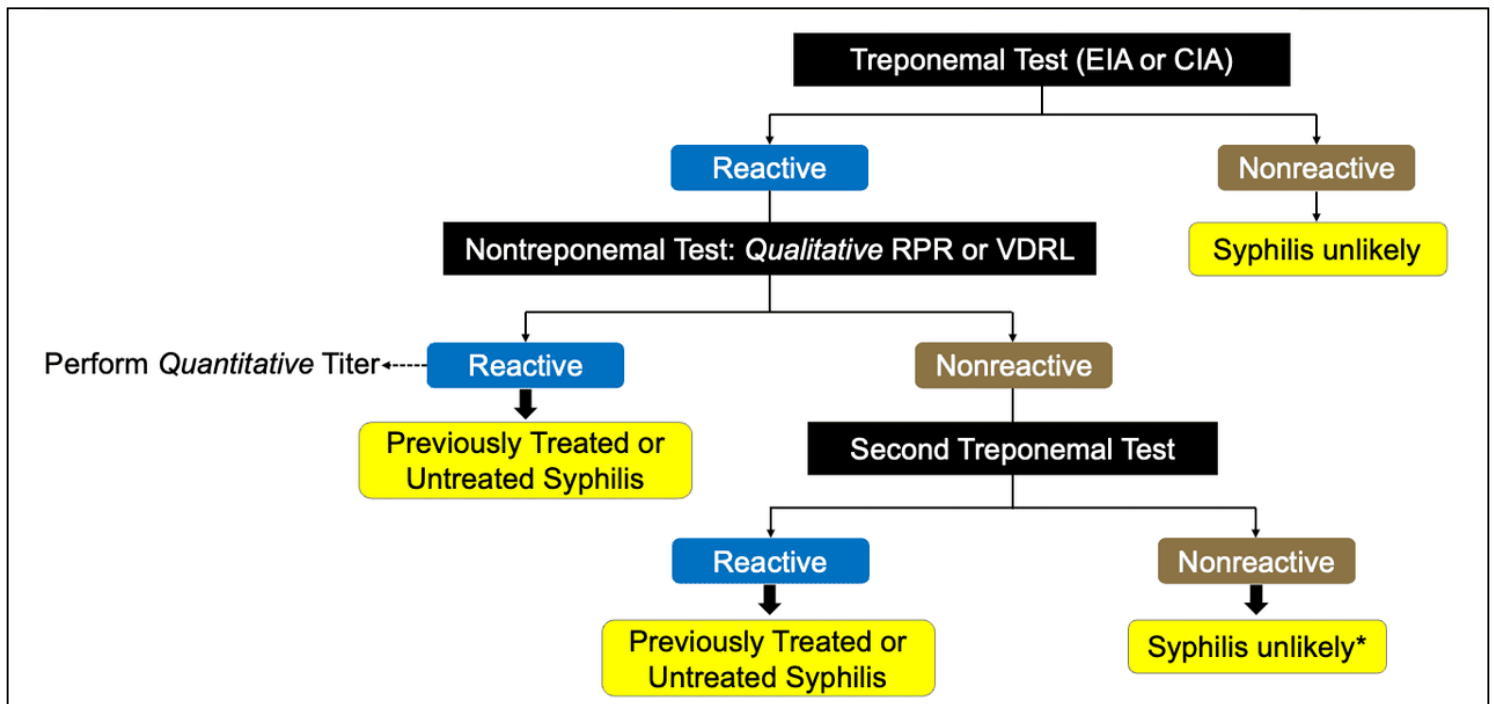 Treponemal Test (EIA or CIA)
Reactive
Nonreactive
Nontreponemal Test: Qualitative RPR or VDRL
Syphilis unlikely
Perform Quantitative Titer
Reactive
Nonreactive
Previously Treated or
Untreated Syphilis
Second Treponemal Test
Reactive
Nonreactive
Previously Treated or
Untreated Syphilis
Syphilis unlikely*